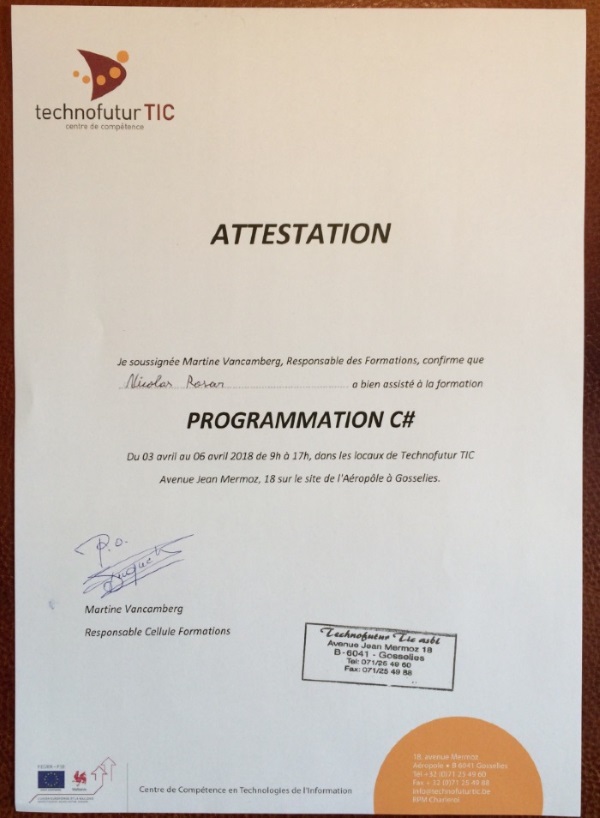 technofutur TIC
centre de compétence
ATTESTATION
Je soussignée Martine Vancamberg, Responsable des Formations, confirme que
Nicolas Rosan a bien assisté à la formation
PROGRAMMATION C#
Du 03 avril au 06 avril 2018 de 9h à 17h, dans les locaux de Technofutur TIC
Avenue Jean Mermoz, 18 sur le site de l'Aéropôle à Gosselies.
P.O.
Martine Vancamberg
Responsable Cellule Formations
Technofutur Tic asbl
Avenue Jean Mermoz 18
B-6041 - Gosselies
Tel: 071/25 49 60
Fax: 071/25 49 88
Centre de Compétence en Technologies de l'Information
18, avenue Mermoz
Aéropole • B 6041 Gosselies
Tél +32 (0)71 25 49 60
Fax + 32 (0)71 25 49 88
info@technofuturtic.be
RPM Charleroi